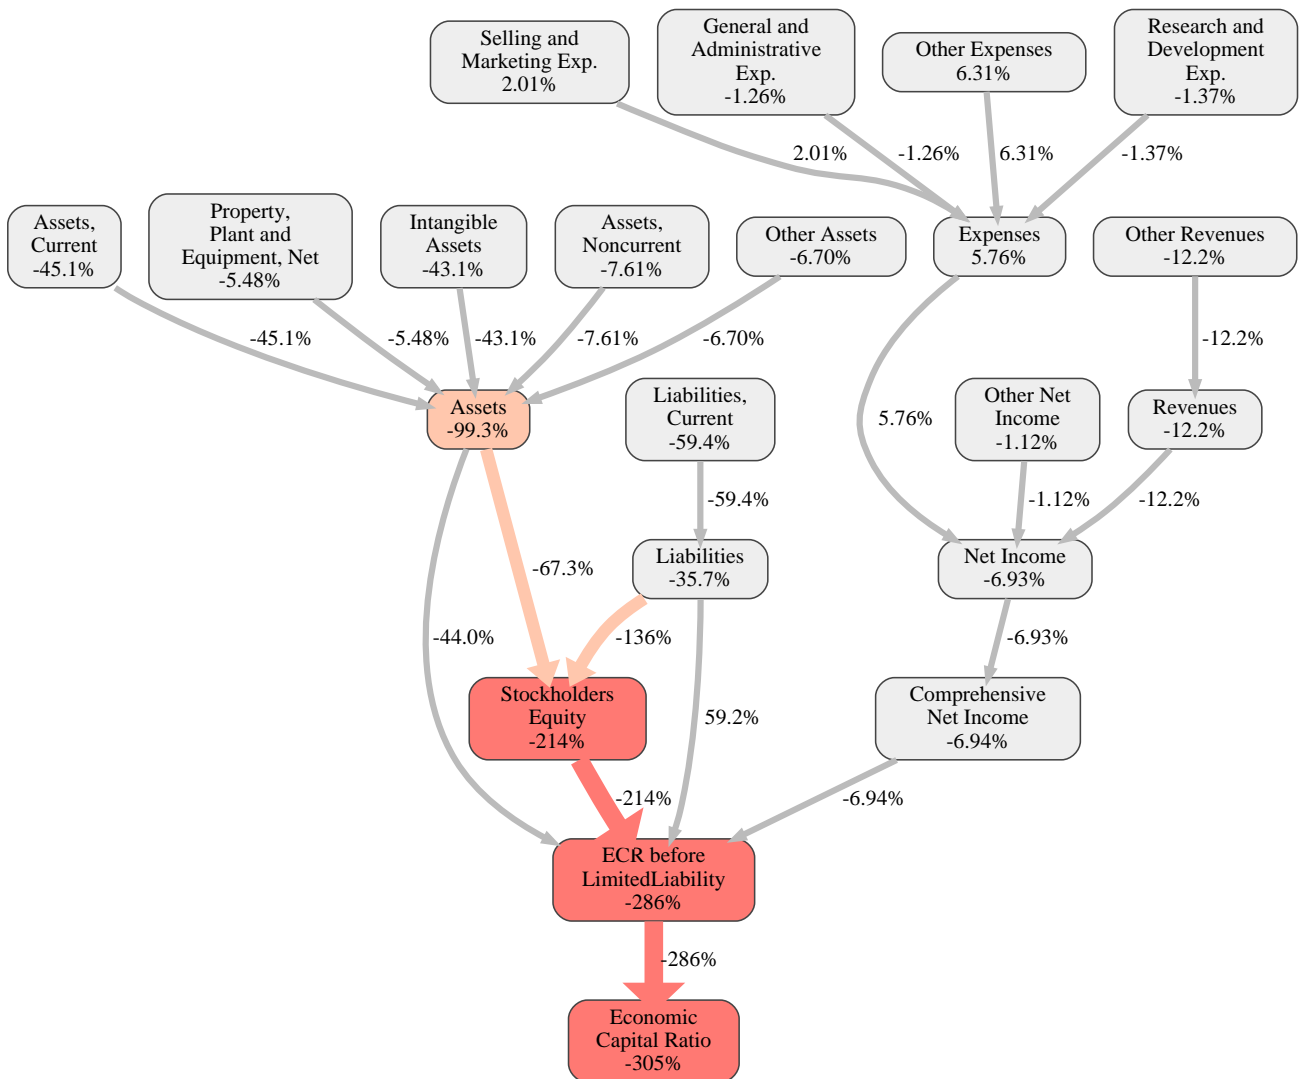 Selling and
Marketing Exp.
2.01%
General and
Administrative
Exp.
-1.26%
Other Expenses
6.31%
Research and
Development
Exp.
-1.37%
2.01%
-1.26%
6.31%
-1.37%
Assets,
Current
-45.1%
Property,
Plant and
Equipment, Net
-5.48%
Intangible
Assets
-43.1%
Assets,
Noncurrent
-7.61%
Other Assets
-6.70%
Expenses
5.76%
Other Revenues
-12.2%
-45.1%
-5.48%
-43.1%
-7.61%
-6.70%
-12.2%
Assets
-99.3%
Liabilities,
Current
-59.4%
5.76%
Other Net
Income
-1.12%
Revenues
-12.2%
-59.4%
-1.12%
-12.2%
-67.3%
Liabilities
-35.7%
Net Income
-6.93%
-44.0%
-136%
-6.93%
Stockholders
Equity
-214%
59.2%
Comprehensive
Net Income
-6.94%
-214%
-6.94%
ECR before
LimitedLiability
-286%
-286%
Economic
Capital Ratio
-305%